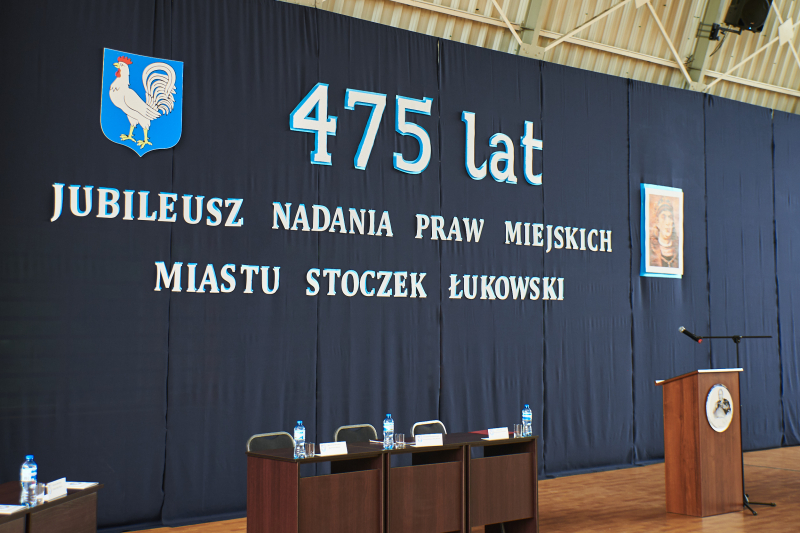 475 lat
JUBILEUSZ NADANIA PRAW MIEJSKICH
MIASTU STOCZEK ŁUKOWSKI